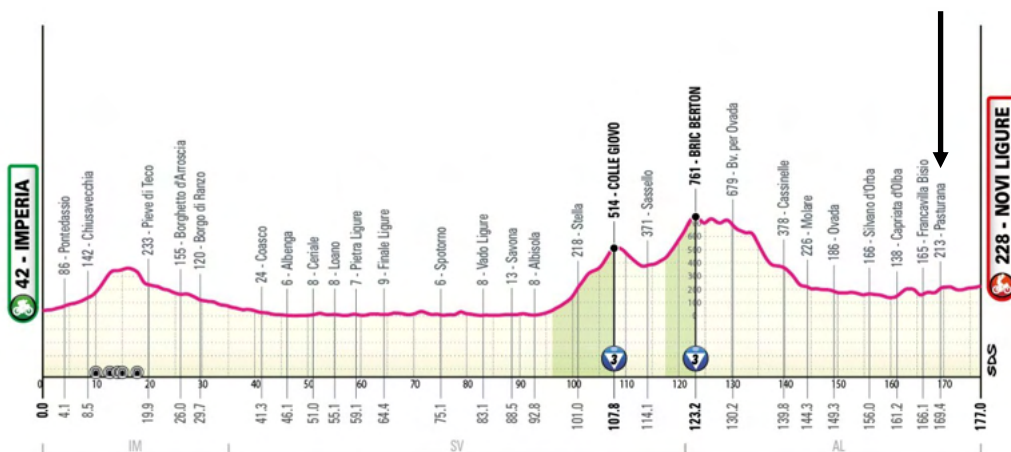 42 - IMPERIA
86 - Pontedassio
142 - Chiusavecchia
233 - Pieve di Teco
155 - Borghetto d'Arroscia
120 - Borgo di Ranzo
24 - Coasco
6 - Albenga
8 - Ceriale
8 - Loano
7 - Pietra Ligure
9 - Finale Ligure
6 - Spotorno
8 - Vado Ligure
13 - Savona
8 - Albisola
218 - Stella
514 - COLLE GIOVO
371 - Sassello
761 - BRIC BERTON
679 - Bv. per Ovada
378 - Cassinelle
226 - Molare
186 - Ovada
166 - Silvano d'Orba
138 - Capriata d'Olba
165 - Francavilla Bisio
213 - Pasturana
228 - NOVI LIGURE
600
500
400
300
200
100
0
3
3
SDS
0 10 20 30 40 50 60 70 80 90 100 110 120 130 140 150 160 170
0.0 4.1 8.5 19.9 26.0 29.7 41.3 46.1 51.0 55.1 59.1 64.4 75.1 83.1 88.5 92.8 101.0 107.8 114.1 123.2 130.2 139.8 144.3 149.3 156.0 161.2 166.1 169.4 177.0
IM SV AL